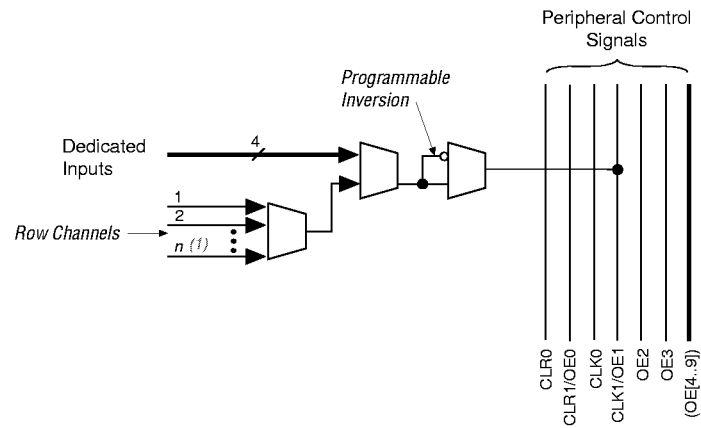 Peripheral Control
Signals
Programmable
Inversion
Dedicated
Inputs
4
1
2
Row Channels
n (1)
CLR0
CLR1/OE0
CLK0
CLK1/OE1
OE2
OE3
(OE[4..9])